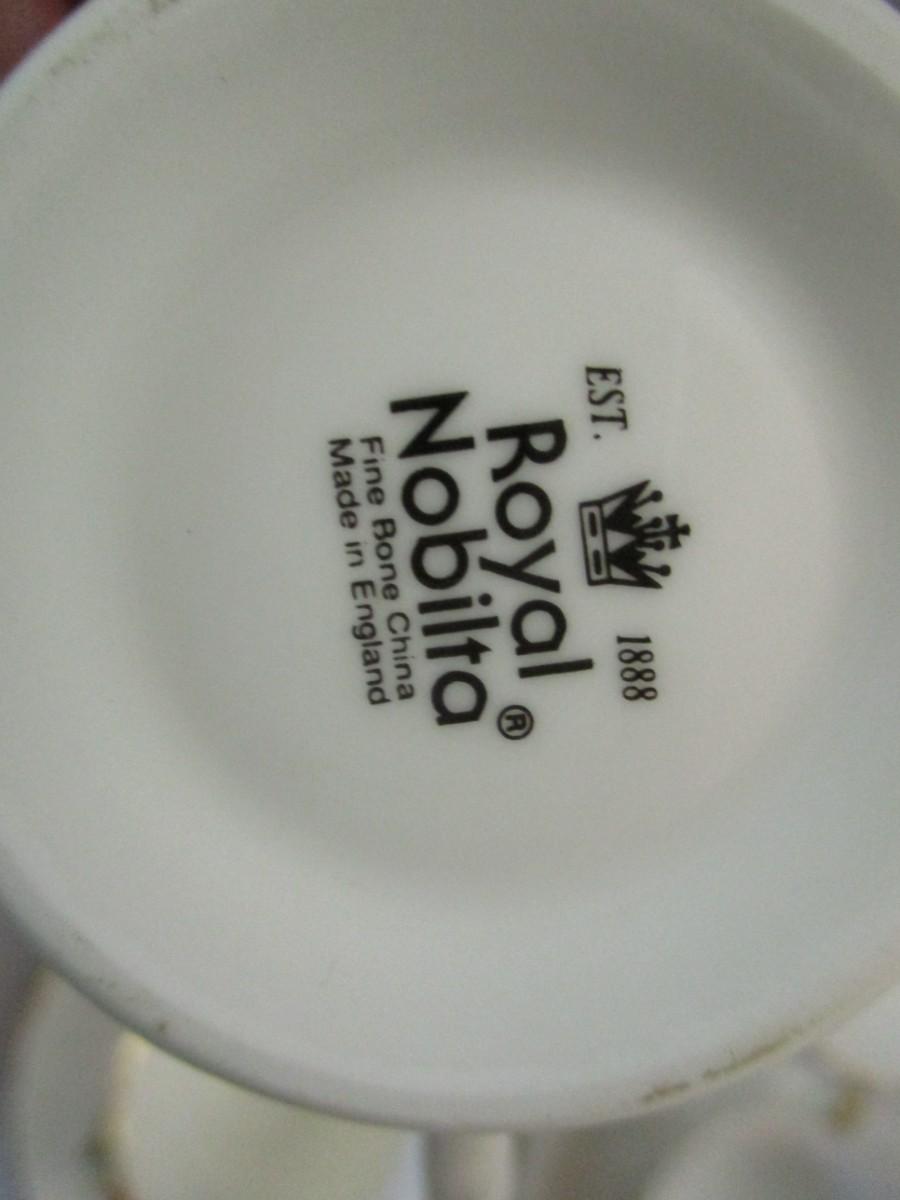 EST. 1888
Royal
Nobilta ®
Fine Bone China
Made in England